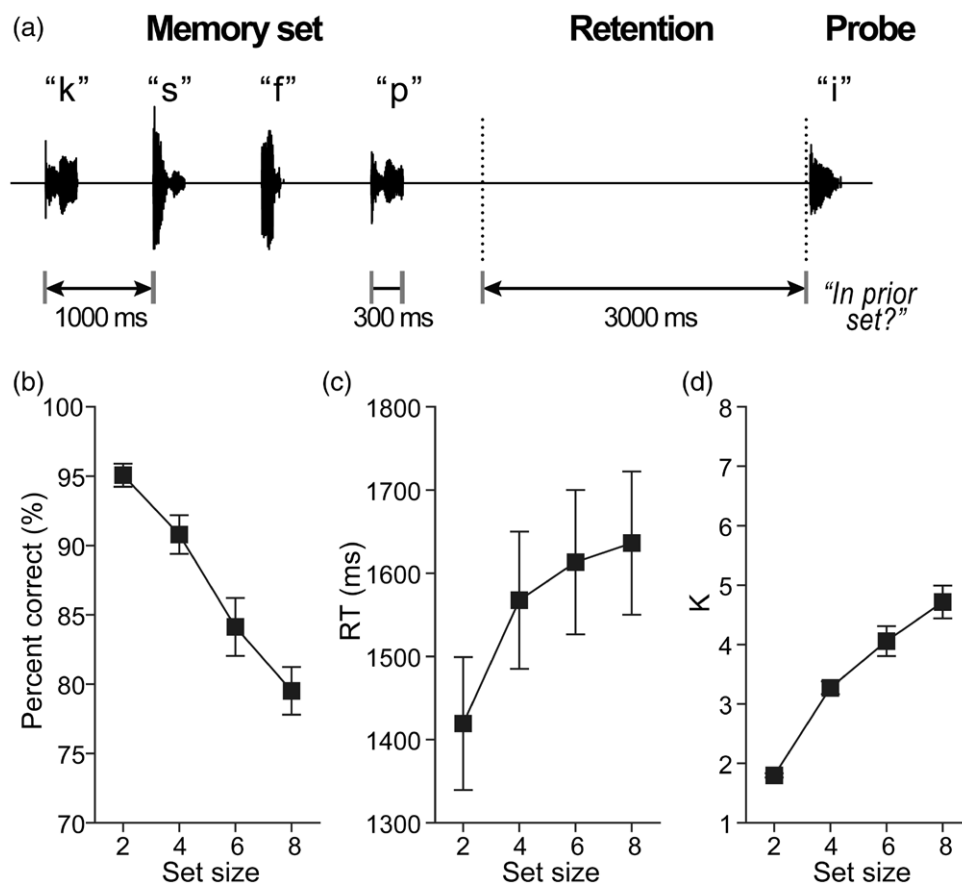 (a) Memory set Retention Probe
“k” “s” “f” “p” “i”
1000 ms 300 ms 3000 ms “In prior
set?”
(b) (c) (d)
Percent correct (%)
100
95
90
85
80
75
70
2 4 6 8
Set size
RT (ms)
1800
1700
1600
1500
1400
1300
2 4 6 8
Set size
K
8
7
6
5
4
3
2
1
2 4 6 8
Set size